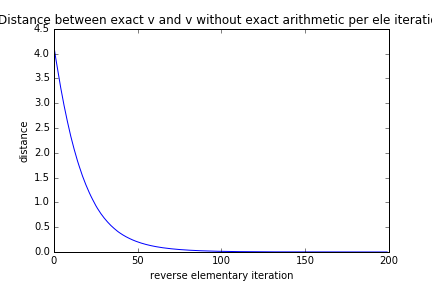 Distance between exact v and v without exact arithmetic per ele
4.5
4.0
3.5
3.0
2.5
2.0
1.5
1.0
0.5
0.0
distance
0 50 100 150 200
reverse elementary iteration